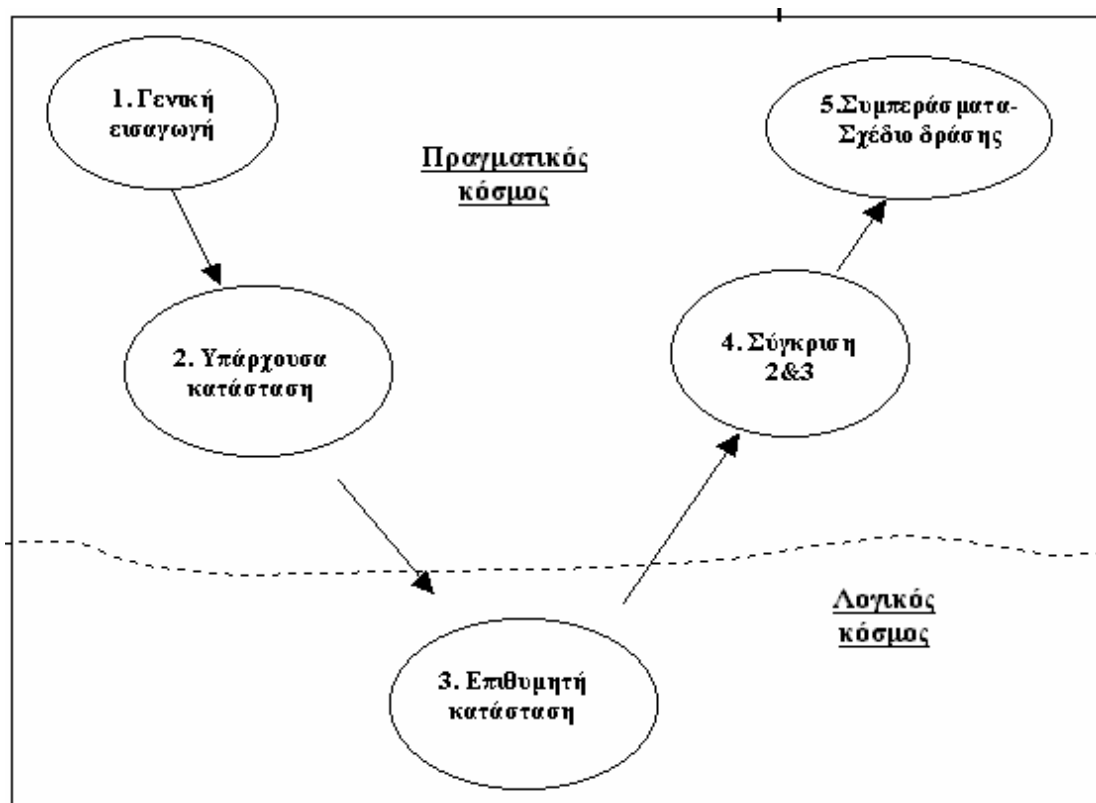 1. Γενική
εισαγωγή
5.Συμπεράσματα-
Σχέδιο δράσης
Πραγματικός
κόσμος
2. Υπάρχουσα
κατάσταση
4. Σύγκριση
2&3
Λογικός
κόσμος
3. Επιθυμητή
κατάσταση